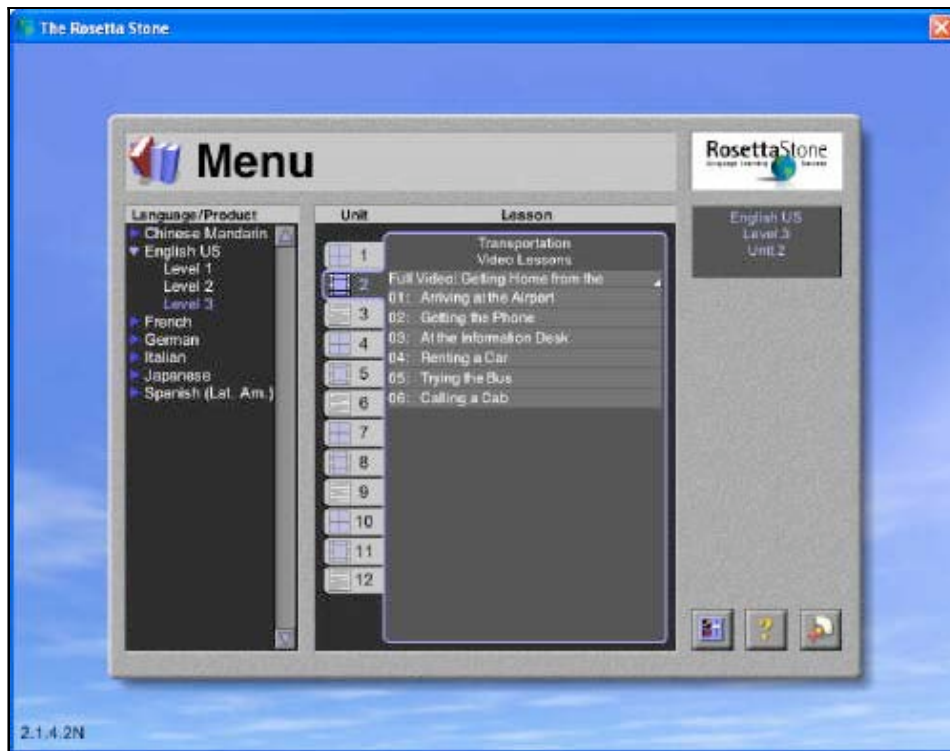 The Rosetta Stone
Menu
RosettaStone
Language Learning Success
Language/Product
Chinese Mandarin
English US
Level 1
Level 2
Level 3
French
German
Italian
Japanese
Spanish (Lat. Am.)
Unit
Lesson
1
2
3
4
5
6
7
8
9
10
11
12
Transportation
Video Lessons
Full Video: Getting Home from the
01: Arriving at the Airport
02: Getting the Phone
03: At the Information Desk
04: Renting a Car
05: Trying the Bus
06: Calling a Cab
English US
Level 3
Unit 2
?
2.1.4.2N